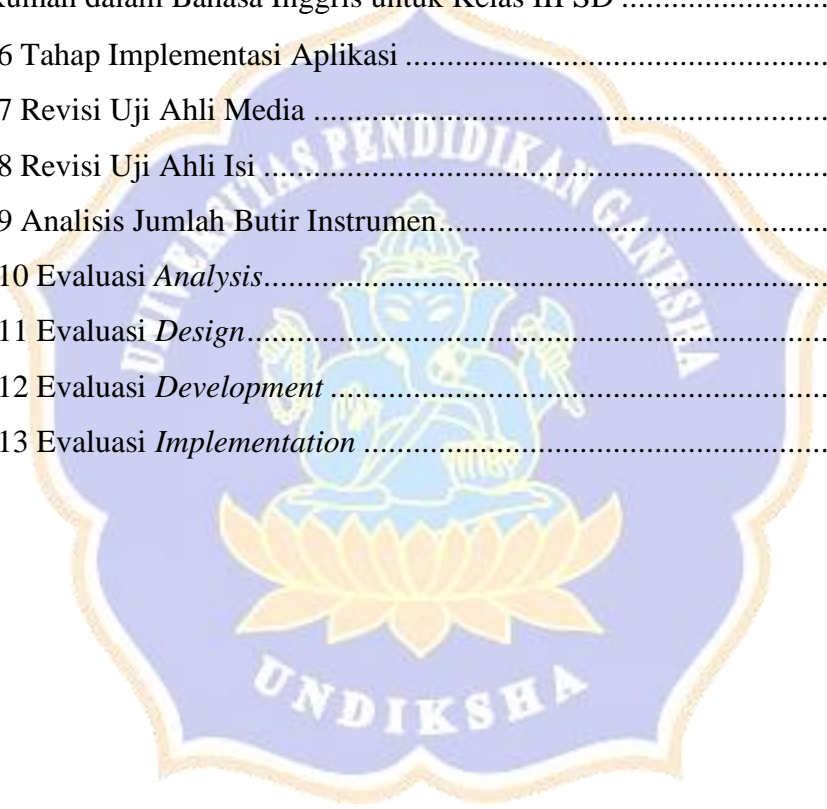 dalam Bahasa Inggris untuk Kelas III SD ........................
6 Tahap Implementasi Aplikasi ....................................................
7 Revisi Uji Ahli Media ................................................................
8 Revisi Uji Ahli Isi ......................................................................
9 Analisis Jumlah Butir Instrumen................................................
10 Evaluasi Analysis......................................................................
11 Evaluasi Design........................................................................
12 Evaluasi Development ..............................................................
13 Evaluasi Implementation ..........................................................
UNIVERSITAS PENDIDIKAN GANESHA
UNDIKSHA